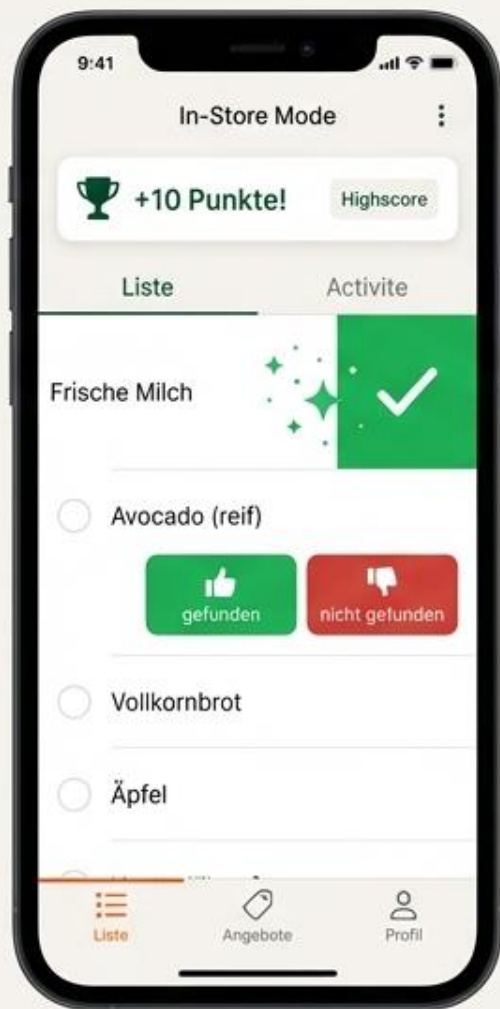 9:41
In-Store Mode
+10 Punkte!
Highscore
Liste
Activite
Frische Milch
Avocado (reif)
gefunden
nicht gefunden
Vollkornbrot
Äpfel
Liste
Angebote
Profil